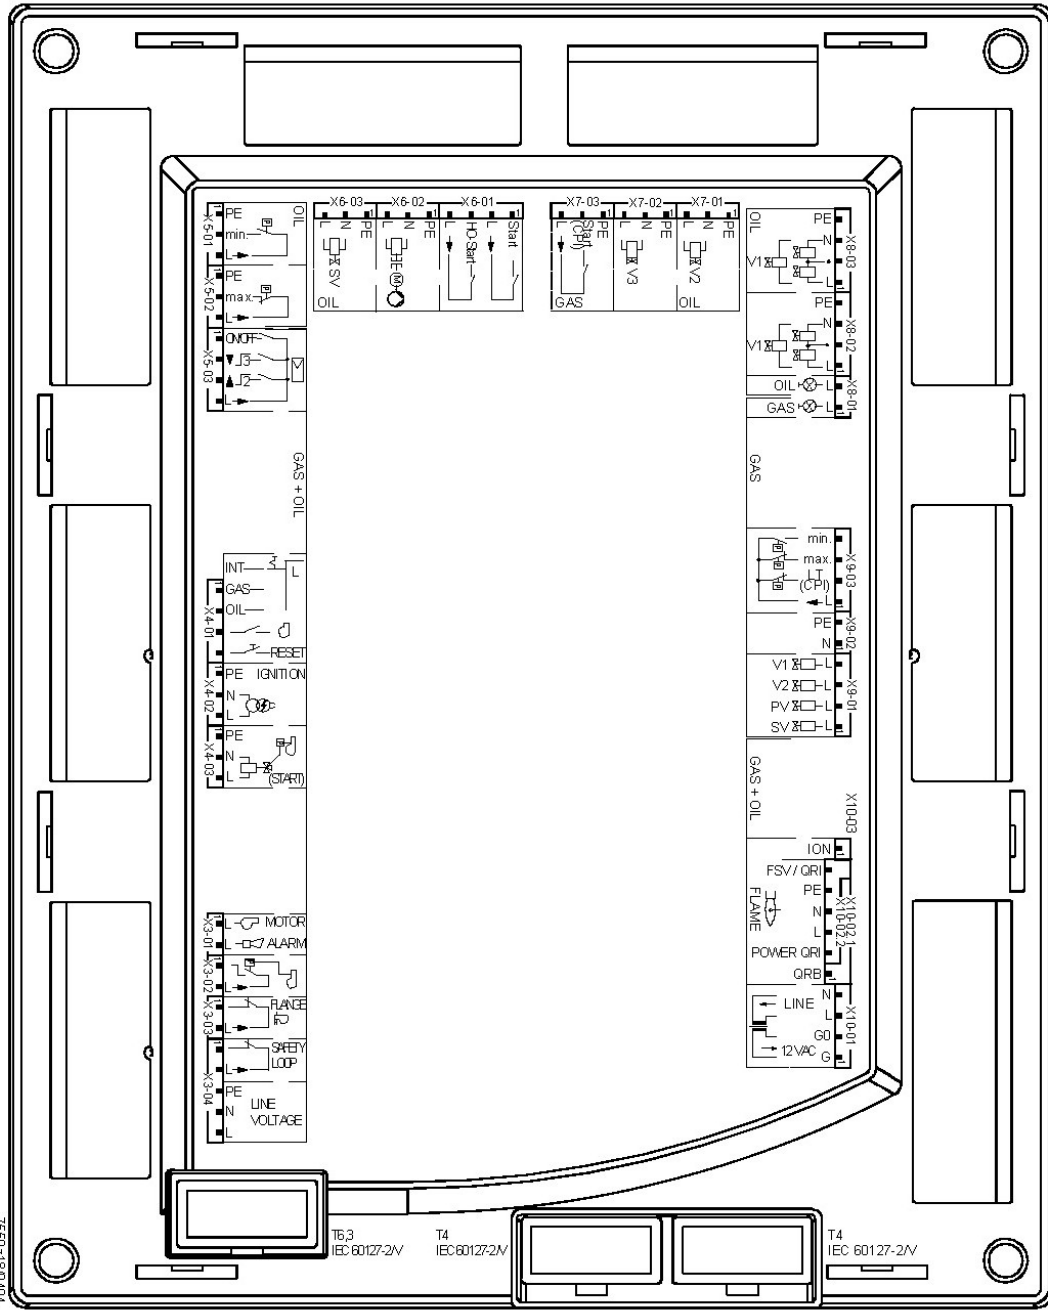 X5-01
PE
min.
L
OIL
X5-02
PE
max.
L
X5-03
ON/OFF
3
2
L
GAS + OIL
X6-03
L
N
PE
SV
OIL
X6-02
L
N
PE
M
X6-01
L
HO-Start
L
Start
X7-03
L
Start
(CPI)
PE
GAS
X7-02
L
N
PE
V3
X7-01
L
N
PE
V2
OIL
OIL
PE
N
V1
L
X8-03
PE
N
V1
L
X8-02
OIL L
GAS L
X8-01
GAS
min.
max.
LT
(CPI)
L
X9-03
PE
N
X9-02
V1 L
V2 L
PV L
SV L
X9-01
GAS + OIL
X10-03
ION
FSV / QRI
PE
N
L
POWER QRI
QRB
FLAME
X10-02.1
X10-02.2
N
LINE
L
G0
12VAC G
X10-01
X4-01
INT
L
GAS
OIL
RESET
X4-02
PE IGNITION
N
L
X4-03
PE
N
L
(START)
X3-01
L MOTOR
L ALARM
X3-02
L
X3-03
FLANGE
L
X3-04
SAFETY
LOOP
L
PE
N
L
LINE
VOLTAGE
T6,3
IEC 60127-2/V
T4
IEC 60127-2/V
T4
IEC 60127-2/V